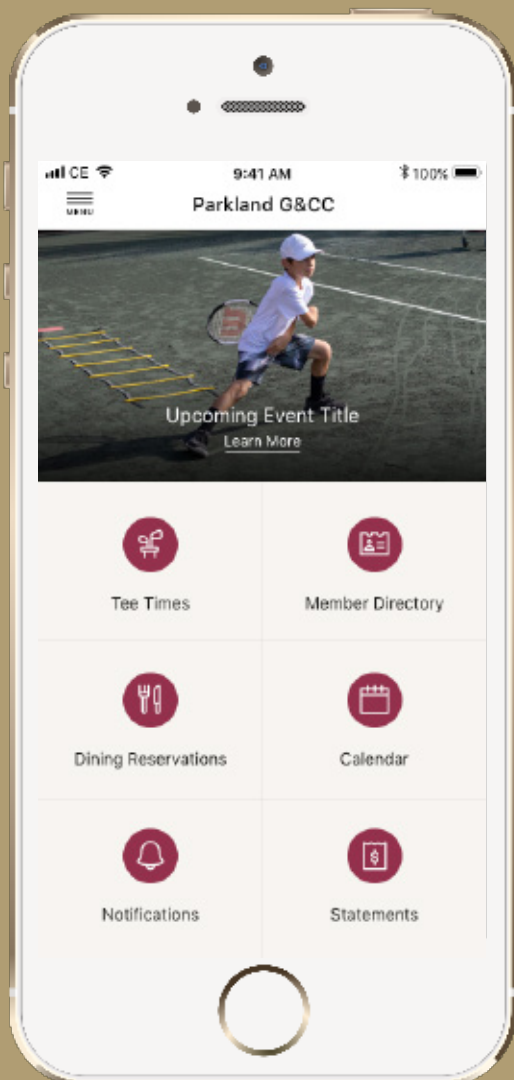 CE 9:41 AM 100%
MENU Parkland G&CC
Upcoming Event Title
Learn More
Tee Times Member Directory
Dining Reservations Calendar
Notifications Statements